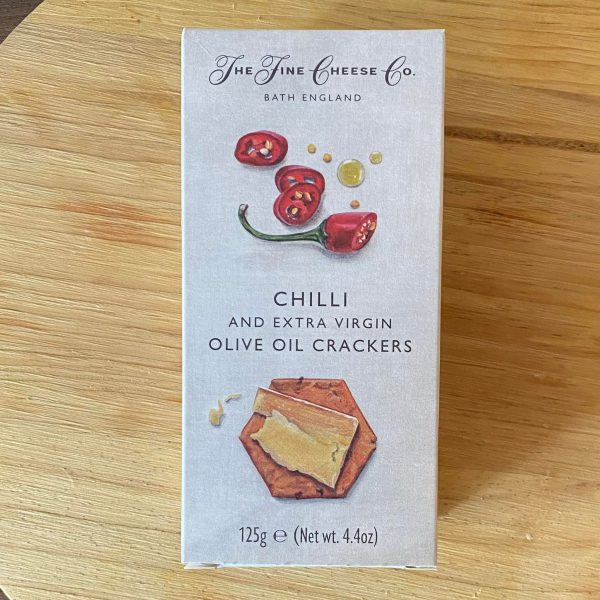 The Fine Cheese Co.
BATH ENGLAND
CHILLI
AND EXTRA VIRGIN
OLIVE OIL CRACKERS
125g ℮ (Net wt. 4.4oz)